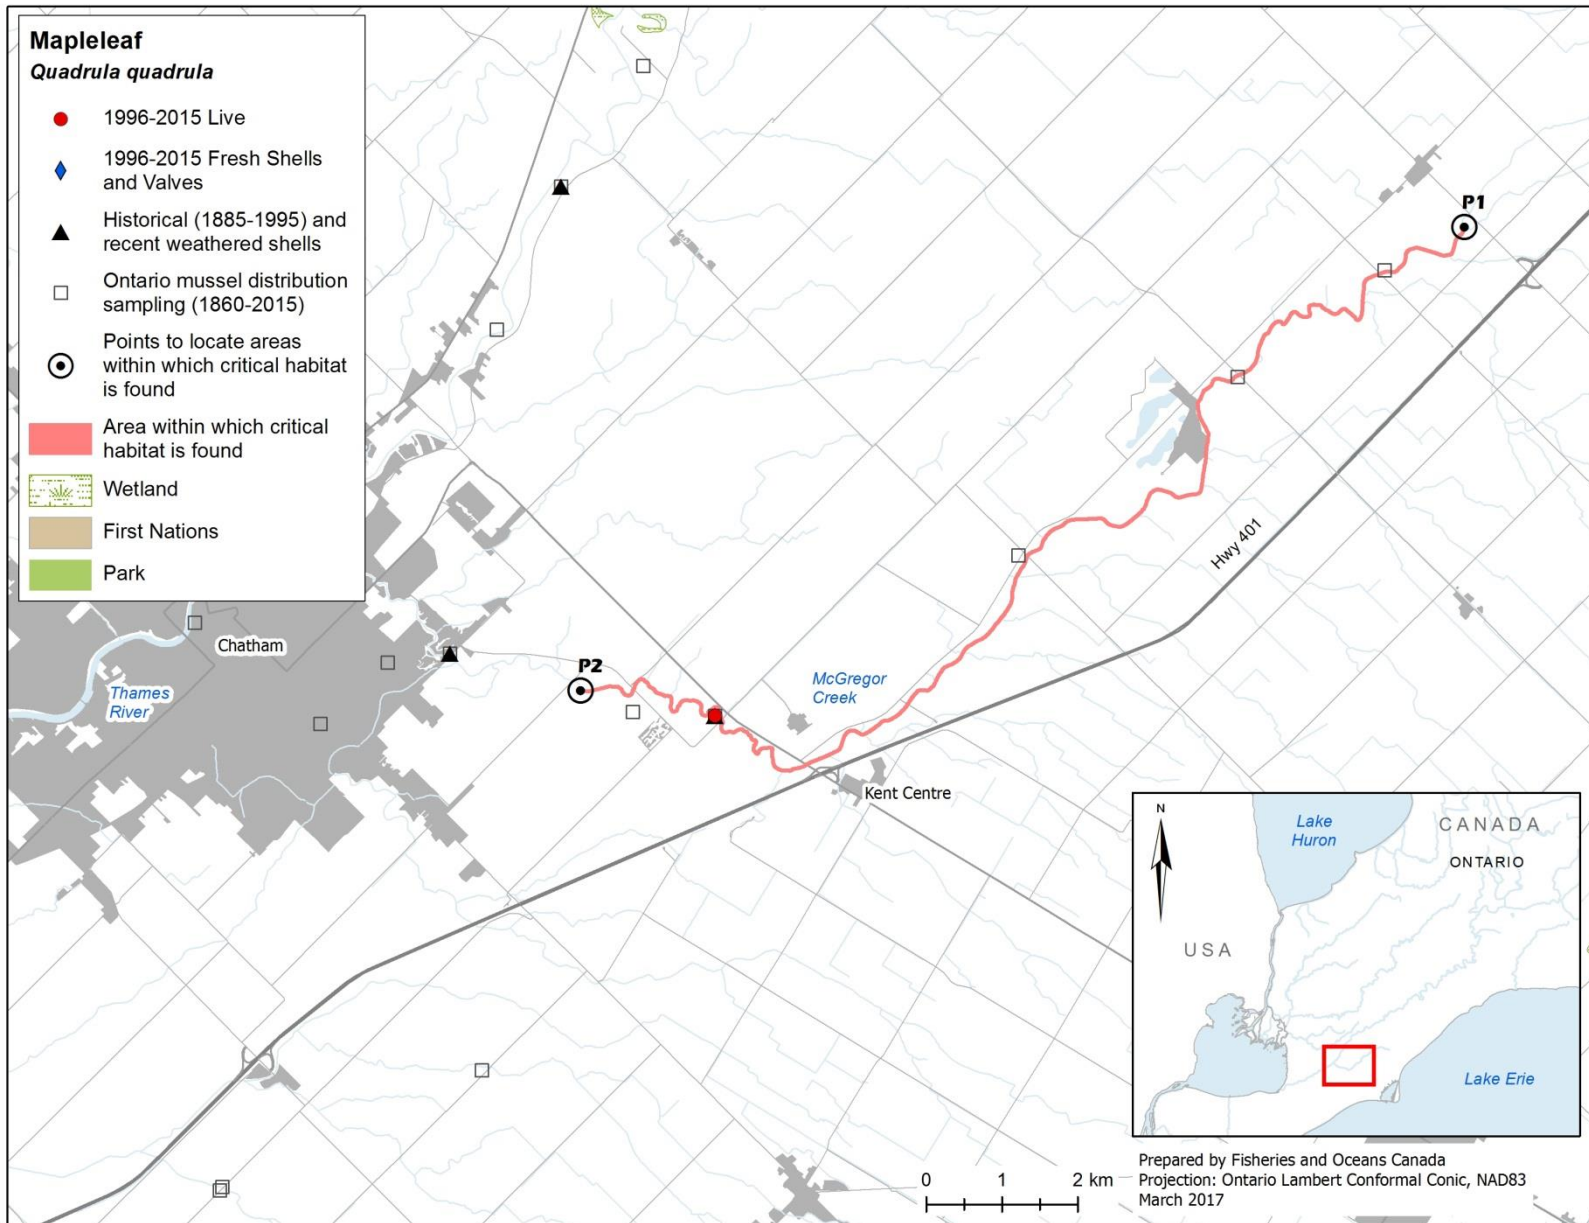 Mapleleaf
Quadrula quadrula
1996-2015 Live
1996-2015 Fresh Shells
and Valves
Historical (1885-1995) and
recent weathered shells
Ontario mussel distribution
sampling (1860-2015)
Points to locate areas
within which critical habitat
is found
Area within which critical
habitat is found
Wetland
First Nations
Park
P1
Hwy 401
Chatham
P2
Thames
River
McGregor
Creek
Kent Centre
N
Lake
Huron
CANADA
ONTARIO
USA
Lake Erie
0 1 2 km
Prepared by Fisheries and Oceans Canada
Projection: Ontario Lambert Conformal Conic, NAD83
March 2017